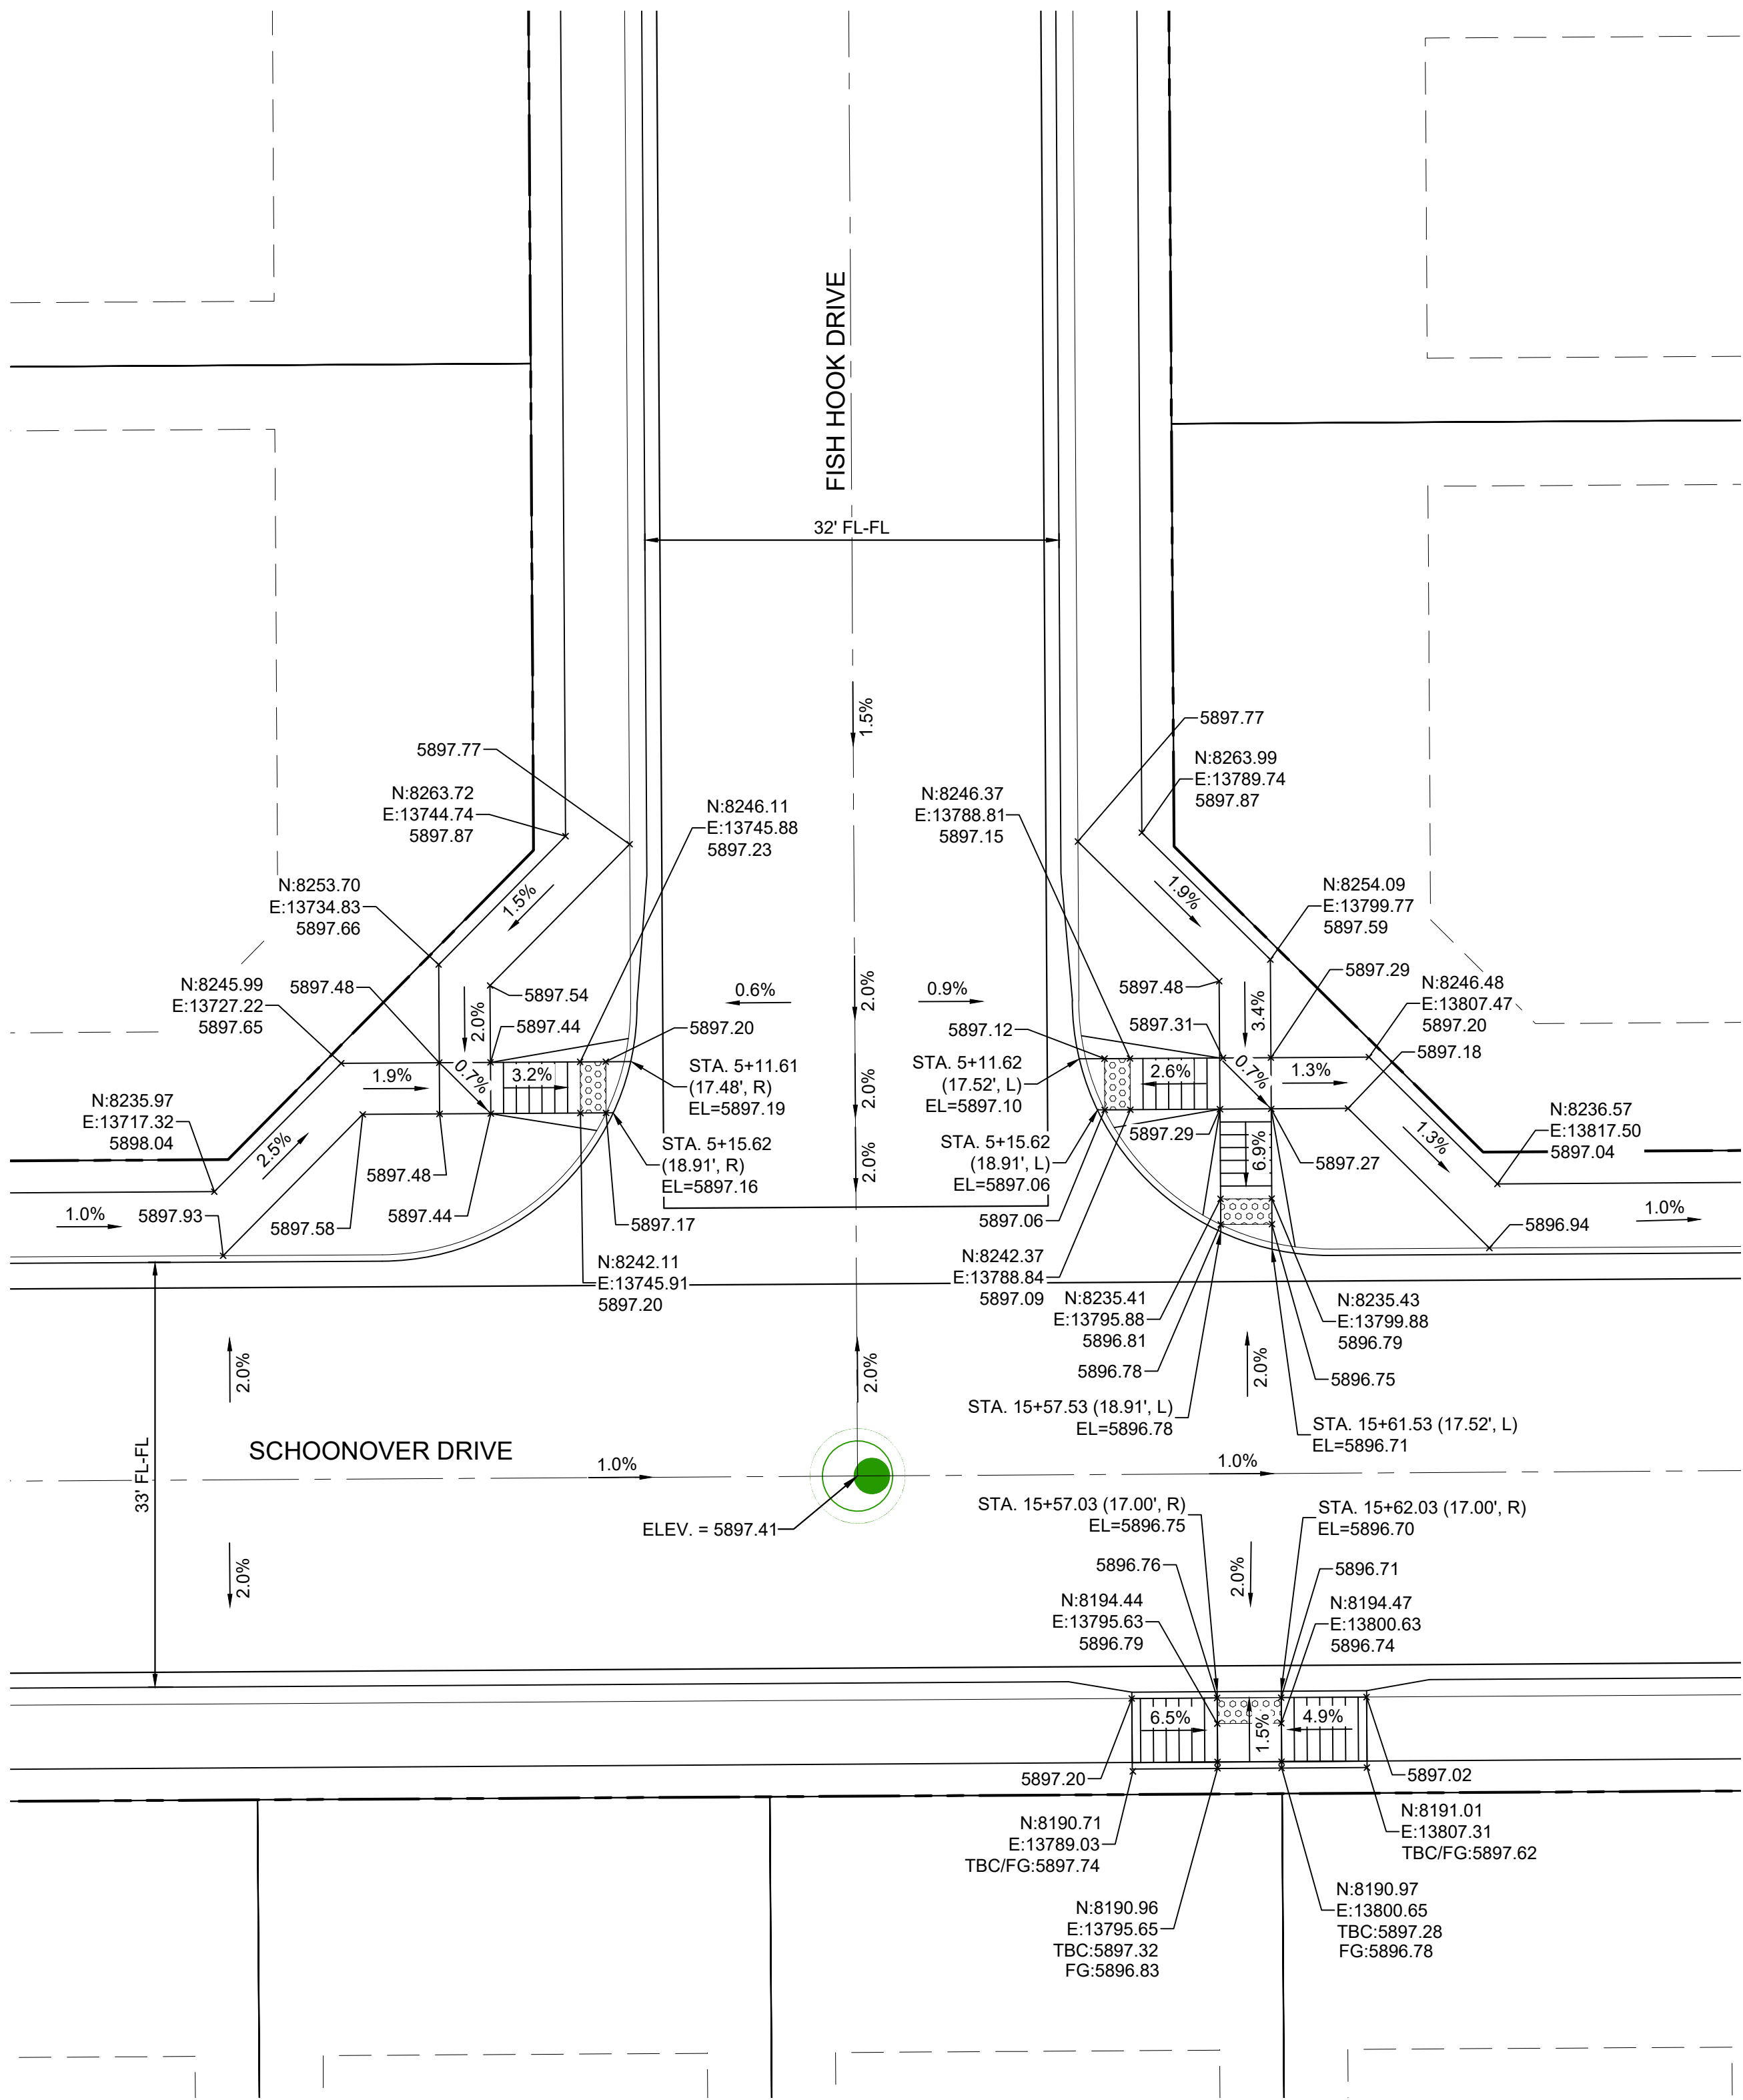 FISH HOOK DRIVE
32' FL-FL
1.5%
5897.77
N:8263.72
E:13744.74
5897.87
N:8253.70
E:13734.83
5897.66
N:8245.99
E:13727.22
5897.65
5897.48
N:8235.97
E:13717.32
5898.04
1.5%
2.0%
5897.54
5897.44
0.7%
1.9%
3.2%
2.5%
1.0%
5897.93
5897.58
5897.48
5897.44
N:8246.11
E:13745.88
5897.23
5897.20
STA. 5+11.61
(17.48', R)
EL=5897.19
STA. 5+15.62
(18.91', R)
EL=5897.16
5897.17
N:8242.11
E:13745.91
5897.20
0.6%
2.0%
0.9%
2.0%
2.0%
5897.77
N:8263.99
E:13789.74
5897.87
N:8246.37
E:13788.81
5897.15
1.9%
N:8254.09
E:13799.77
5897.59
5897.29
N:8246.48
E:13807.47
5897.20
5897.18
5897.48
3.4%
5897.12
5897.31
STA. 5+11.62
(17.52', L)
EL=5897.10
2.6%
0.7%
1.3%
5897.29
N:8236.57
E:13817.50
5897.04
1.3%
STA. 5+15.62
(18.91', L)
EL=5897.06
6.9%
5897.27
5897.06
5896.94
1.0%
N:8242.37
E:13788.84
5897.09
N:8235.41
E:13795.88
5896.81
5896.78
N:8235.43
E:13799.88
5896.79
5896.75
STA. 15+57.53 (18.91', L)
EL=5896.78
STA. 15+61.53 (17.52', L)
EL=5896.71
2.0%
2.0%
2.0%
33' FL-FL
SCHOONOVER DRIVE
1.0%
1.0%
ELEV. = 5897.41
2.0%
2.0%
STA. 15+57.03 (17.00', R)
EL=5896.75
STA. 15+62.03 (17.00', R)
EL=5896.70
5896.76
5896.71
N:8194.44
E:13795.63
5896.79
N:8194.47
E:13800.63
5896.74
6.5%
1.5%
4.9%
5897.20
5897.02
N:8190.71
E:13789.03
TBC/FG:5897.74
N:8191.01
E:13807.31
TBC/FG:5897.62
N:8190.96
E:13795.65
TBC:5897.32
FG:5896.83
N:8190.97
E:13800.65
TBC:5897.28
FG:5896.78